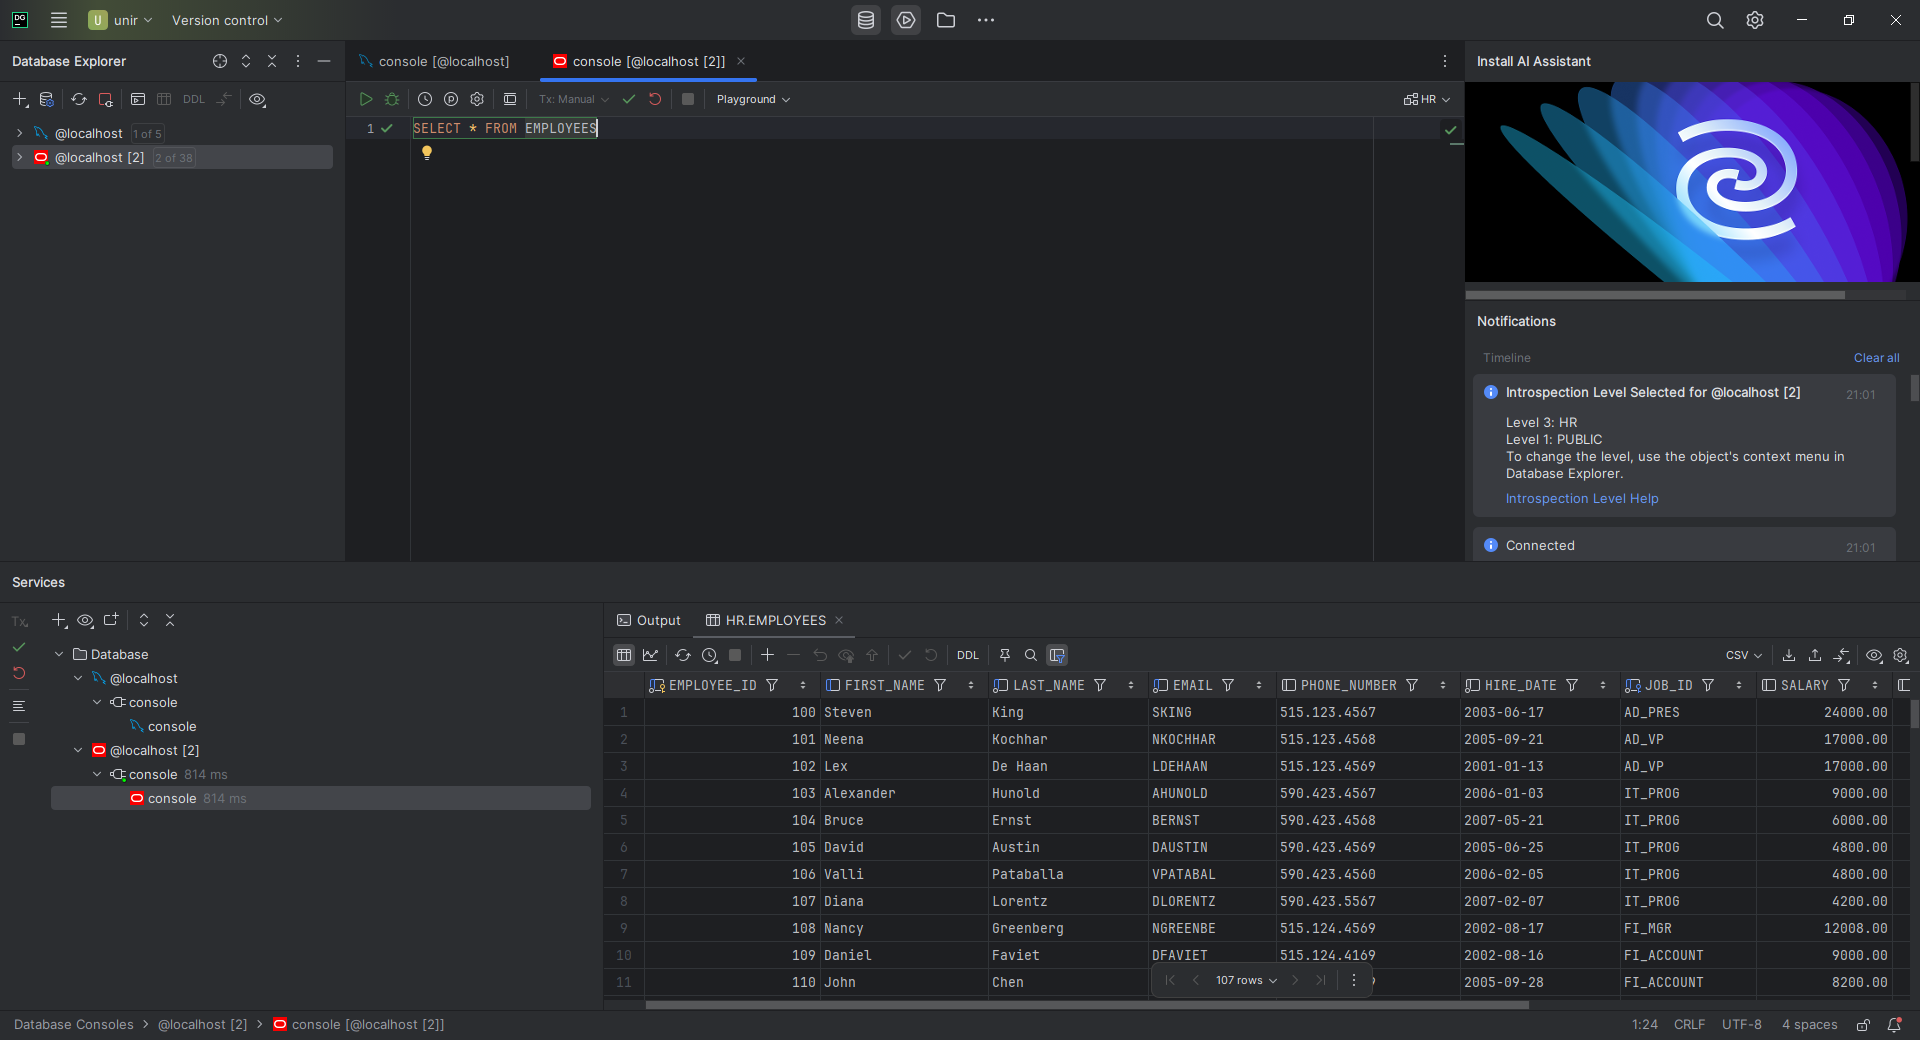 DG
U unir Version control
Database Explorer
DDL
@localhost 1 of 5
@localhost [2] 2 of 38
console [@localhost] console [@localhost [2]]
Tx: Manual Playground HR
1 SELECT * FROM EMPLOYEES
Install AI Assistant
Notifications
Timeline Clear all
Introspection Level Selected for @localhost [2] 21:01
Level 3: HR
Level 1: PUBLIC
To change the level, use the object's context menu in
Database Explorer.
Introspection Level Help
Connected 21:01
Services
Tx
Database
@localhost
console
console
@localhost [2]
console 814 ms
console 814 ms
Output HR.EMPLOYEES
DDL CSV
EMPLOYEE_ID FIRST_NAME LAST_NAME EMAIL PHONE_NUMBER HIRE_DATE JOB_ID SALARY
1 100 Steven King SKING 515.123.4567 2003-06-17 AD_PRES 24000.00
2 101 Neena Kochhar NKOCHHAR 515.123.4568 2005-09-21 AD_VP 17000.00
3 102 Lex De Haan LDEHAAN 515.123.4569 2001-01-13 AD_VP 17000.00
4 103 Alexander Hunold AHUNOLD 590.423.4567 2006-01-03 IT_PROG 9000.00
5 104 Bruce Ernst BERNST 590.423.4568 2007-05-21 IT_PROG 6000.00
6 105 David Austin DAUSTIN 590.423.4569 2005-06-25 IT_PROG 4800.00
7 106 Valli Pataballa VPATABAL 590.423.4560 2006-02-05 IT_PROG 4800.00
8 107 Diana Lorentz DLORENTZ 590.423.5567 2007-02-07 IT_PROG 4200.00
9 108 Nancy Greenberg NGREENBE 515.124.4569 2002-08-17 FI_MGR 12008.00
10 109 Daniel Faviet DFAVIET 515.124.4169 2002-08-16 FI_ACCOUNT 9000.00
11 110 John Chen 2005-09-28 FI_ACCOUNT 8200.00
107 rows
Database Consoles > @localhost [2] > console [@localhost [2]] 1:24 CRLF UTF-8 4 spaces